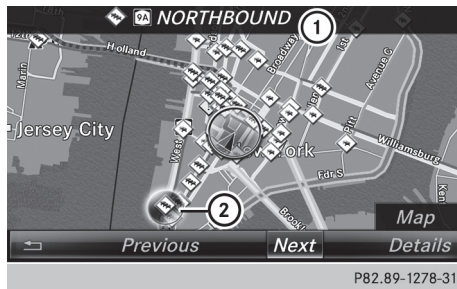 9A NORTHBOUND
1
1st
Holland
Broadway
Avenue C
Marin
Jersey City
West
Pitt
Williamsburg
York
Fdr S
Ken
2
Map
Previous
Next
Details
P82.89-1278-31